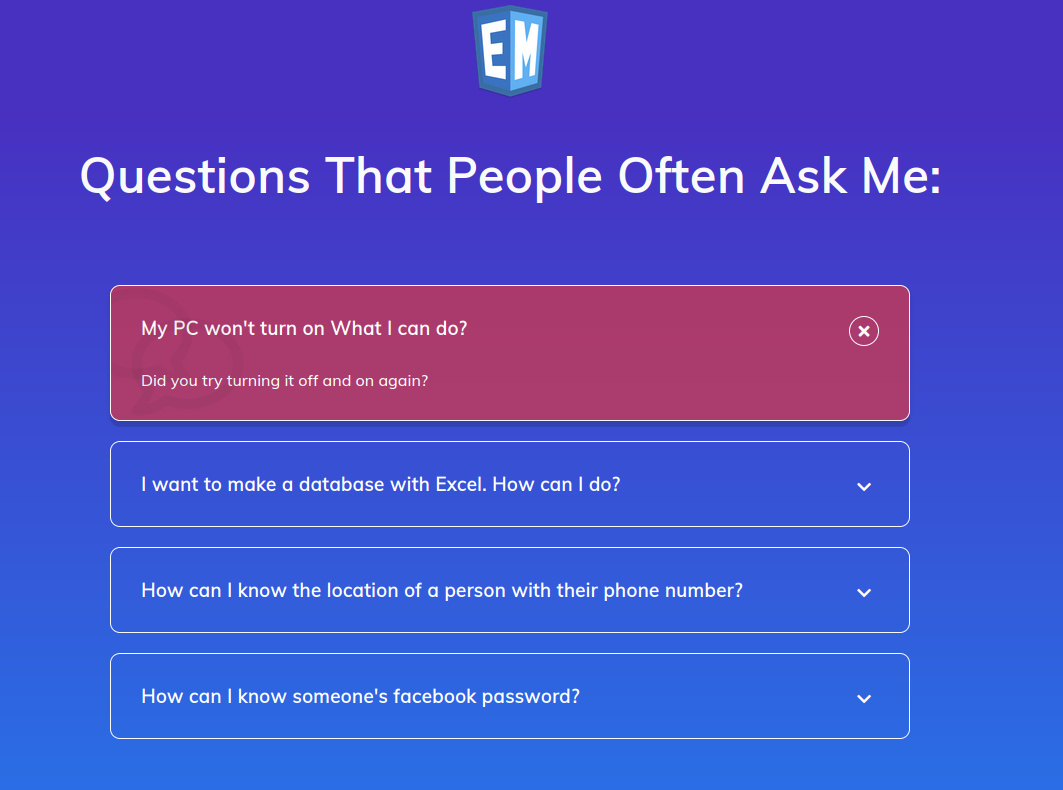 EM
Questions That People Often Ask Me:
My PC won't turn on What I can do?
Did you try turning it off and on again?
I want to make a database with Excel. How can I do?
How can I know the location of a person with their phone number?
How can I know someone's facebook password?